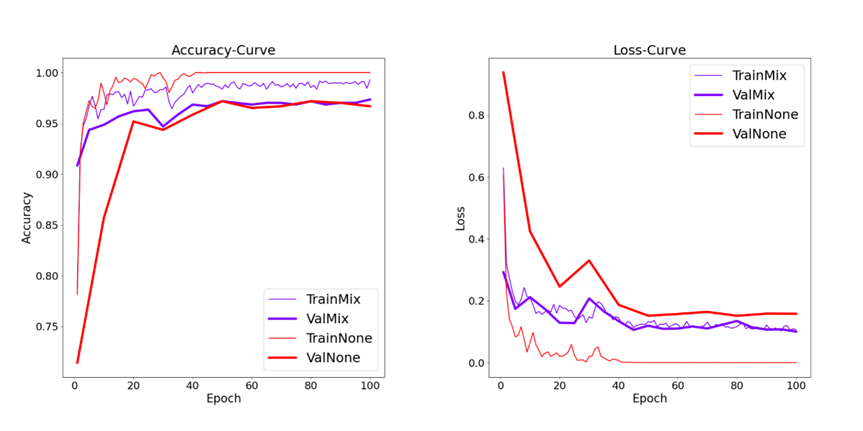 Accuracy-Curve
1.00
0.95
0.90
0.85
0.80
0.75
Accuracy
0
20
40
60
80
100
Epoch
TrainMix
ValMix
TrainNone
ValNone
Loss-Curve
0.8
0.6
0.4
0.2
0.0
Loss
0
20
40
60
80
100
Epoch
TrainMix
ValMix
TrainNone
ValNone